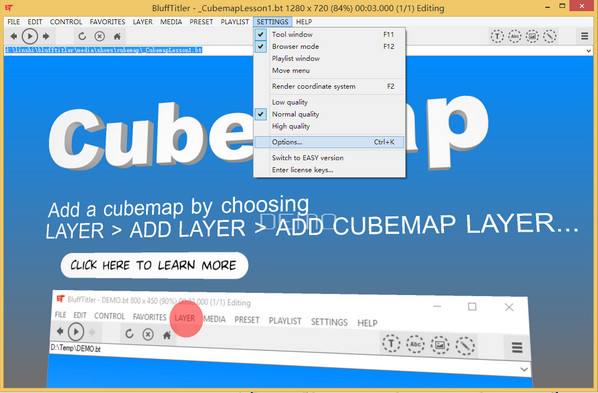 BluffTitler - _CubemapLesson1.bt 1280 x 720 (84%) 00:03.000 (1/1) Editing
FILE EDIT CONTROL FAVORITES LAYER MEDIA PRESET PLAYLIST SETTINGS HELP
d:\linshi\blufftitler\media\shows\cubemap\_CubemapLesson1.bt
Tool window F11
Browser mode F12
Playlist window
Move menu
Render coordinate system F2
Low quality
Normal quality
High quality
Options... Ctrl+K
Switch to EASY version
Enter license keys...
Add a cubemap by choosing
LAYER > ADD LAYER > ADD CUBEMAP LAYER...
DEMO
CLICK HERE TO LEARN MORE
BluffTitler - DEMO.bt 800 x 450 (90%) 00:03.000 (1/1) Editing
FILE EDIT CONTROL FAVORITES LAYER MEDIA PRESET PLAYLIST SETTINGS HELP
T Abc
D:\Temp\DEMO.bt